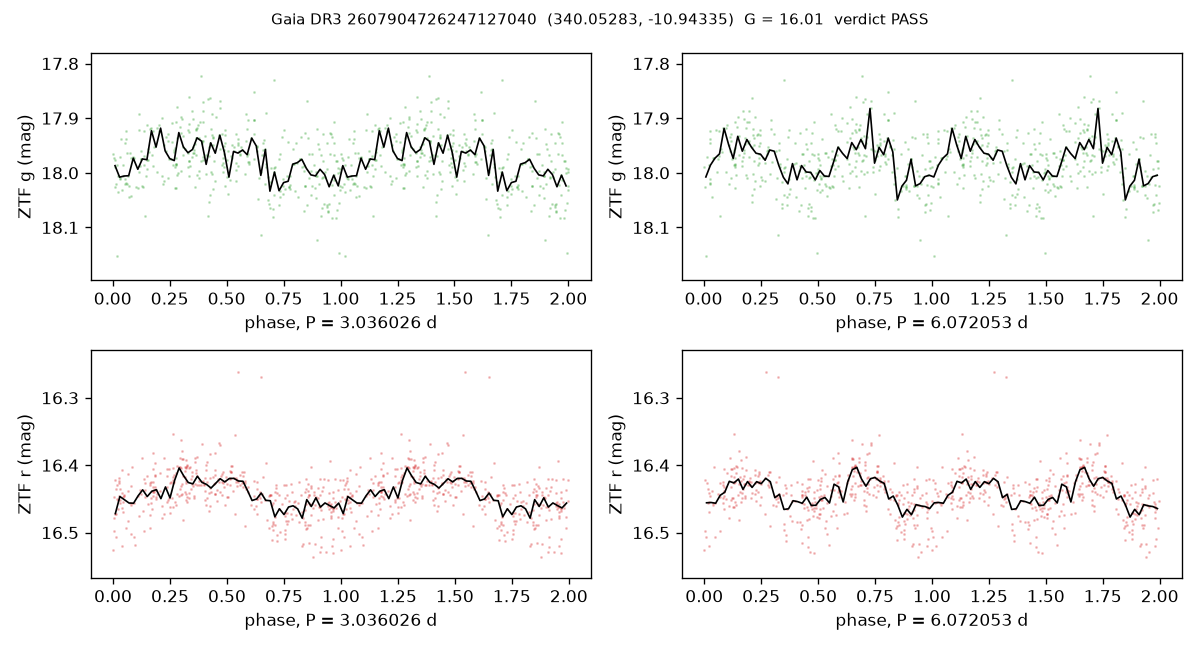 Gaia DR3 2607904726247127040 (340.05283, -10.94335) G = 16.01 verdict PASS
ZTF g (mag)
17.8
17.9
18.0
18.1
0.00 0.25 0.50 0.75 1.00 1.25 1.50 1.75 2.00
phase, P = 3.036026 d
ZTF g (mag)
17.8
17.9
18.0
18.1
0.00 0.25 0.50 0.75 1.00 1.25 1.50 1.75 2.00
phase, P = 6.072053 d
ZTF r (mag)
16.3
16.4
16.5
0.00 0.25 0.50 0.75 1.00 1.25 1.50 1.75 2.00
phase, P = 3.036026 d
ZTF r (mag)
16.3
16.4
16.5
0.00 0.25 0.50 0.75 1.00 1.25 1.50 1.75 2.00
phase, P = 6.072053 d